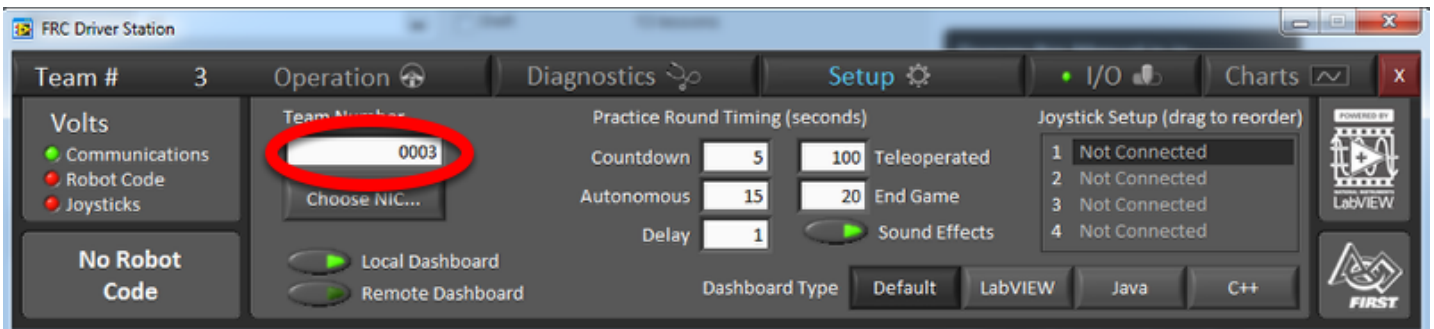 FRC Driver Station
Team # 3
Operation
Diagnostics
Setup
I/O
Charts
X
Volts
Communications
Robot Code
Joysticks
No Robot
Code
Team Number
0003
Choose NIC...
Local Dashboard
Remote Dashboard
Practice Round Timing (seconds)
Countdown 5
100 Teleoperated
Autonomous 15
20 End Game
Delay 1
Sound Effects
Dashboard Type Default LabVIEW Java C++
Joystick Setup (drag to reorder)
1 Not Connected
2 Not Connected
3 Not Connected
4 Not Connected
POWERED BY
NATIONAL INSTRUMENTS
LabVIEW
FIRST